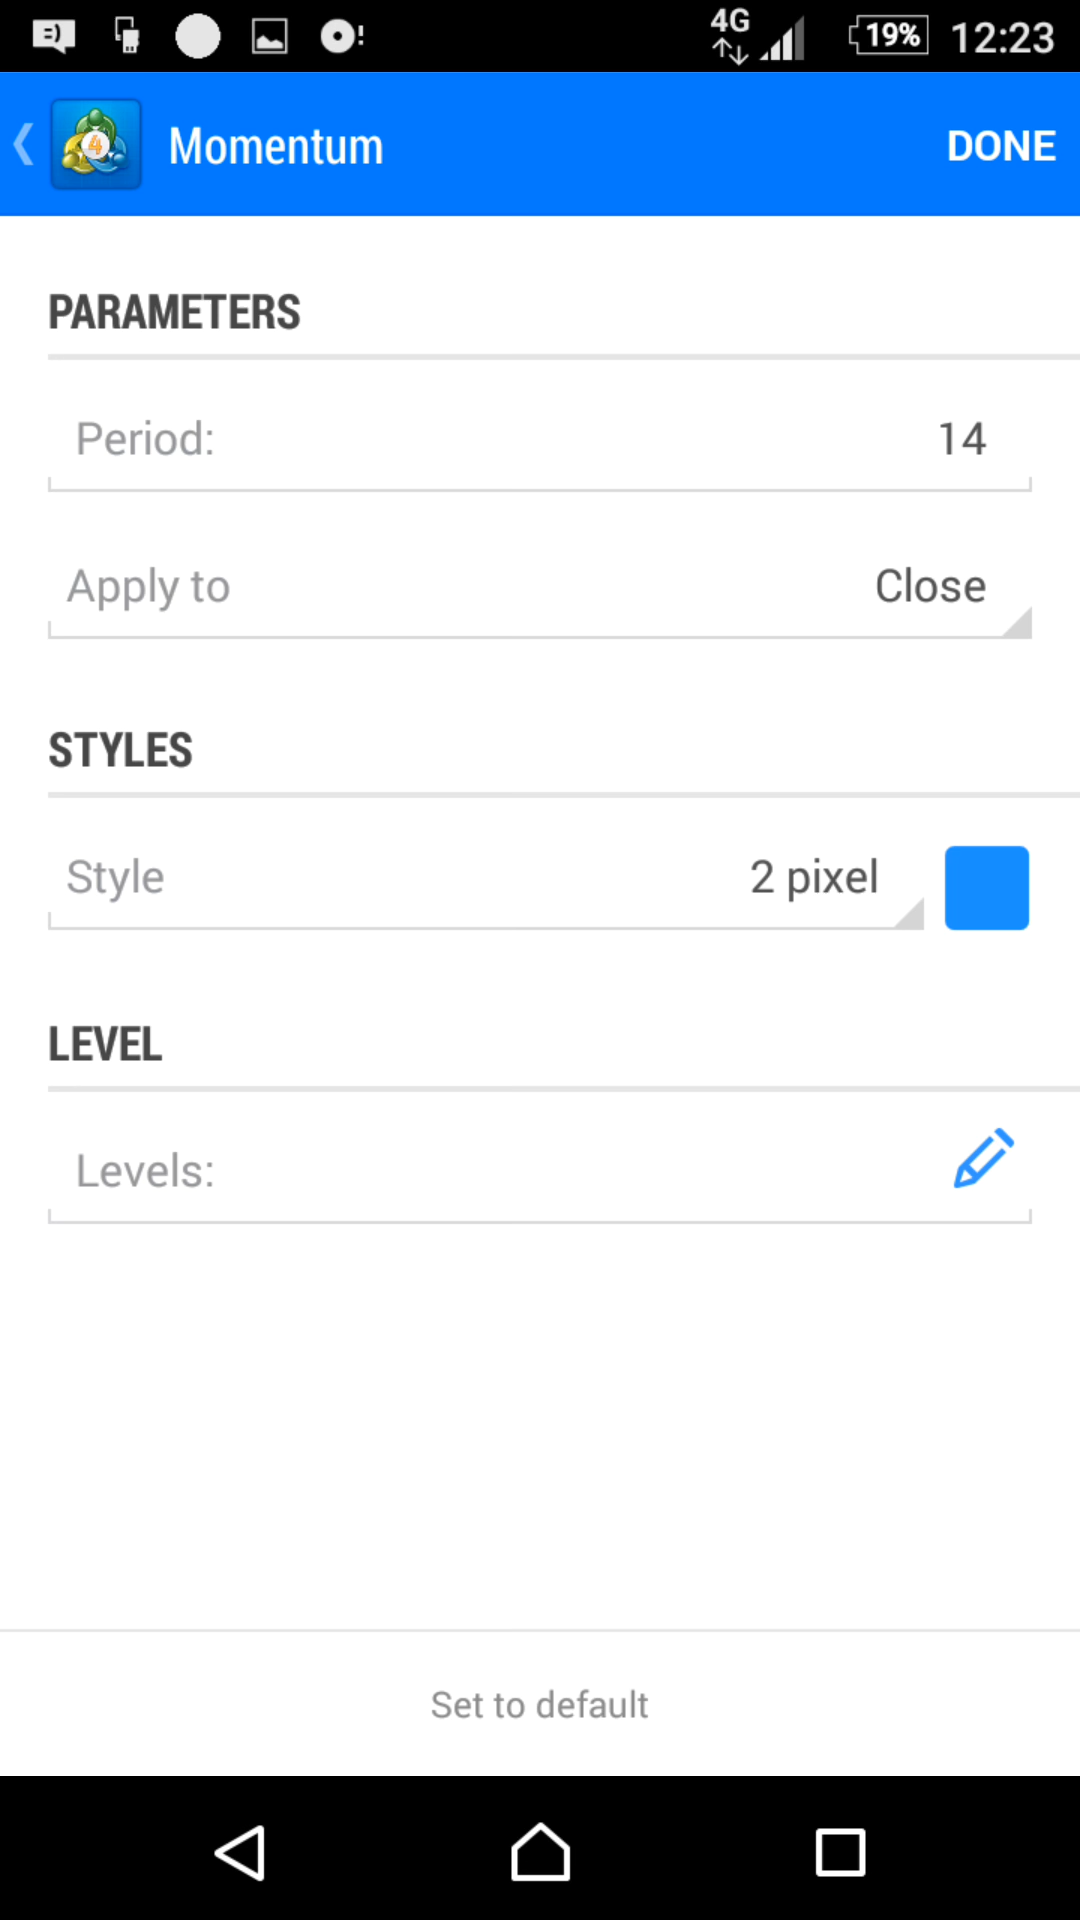 4G 19% 12:23
4 Momentum DONE
PARAMETERS
Period: 14
Apply to Close
STYLES
Style 2 pixel
LEVEL
Levels:
Set to default